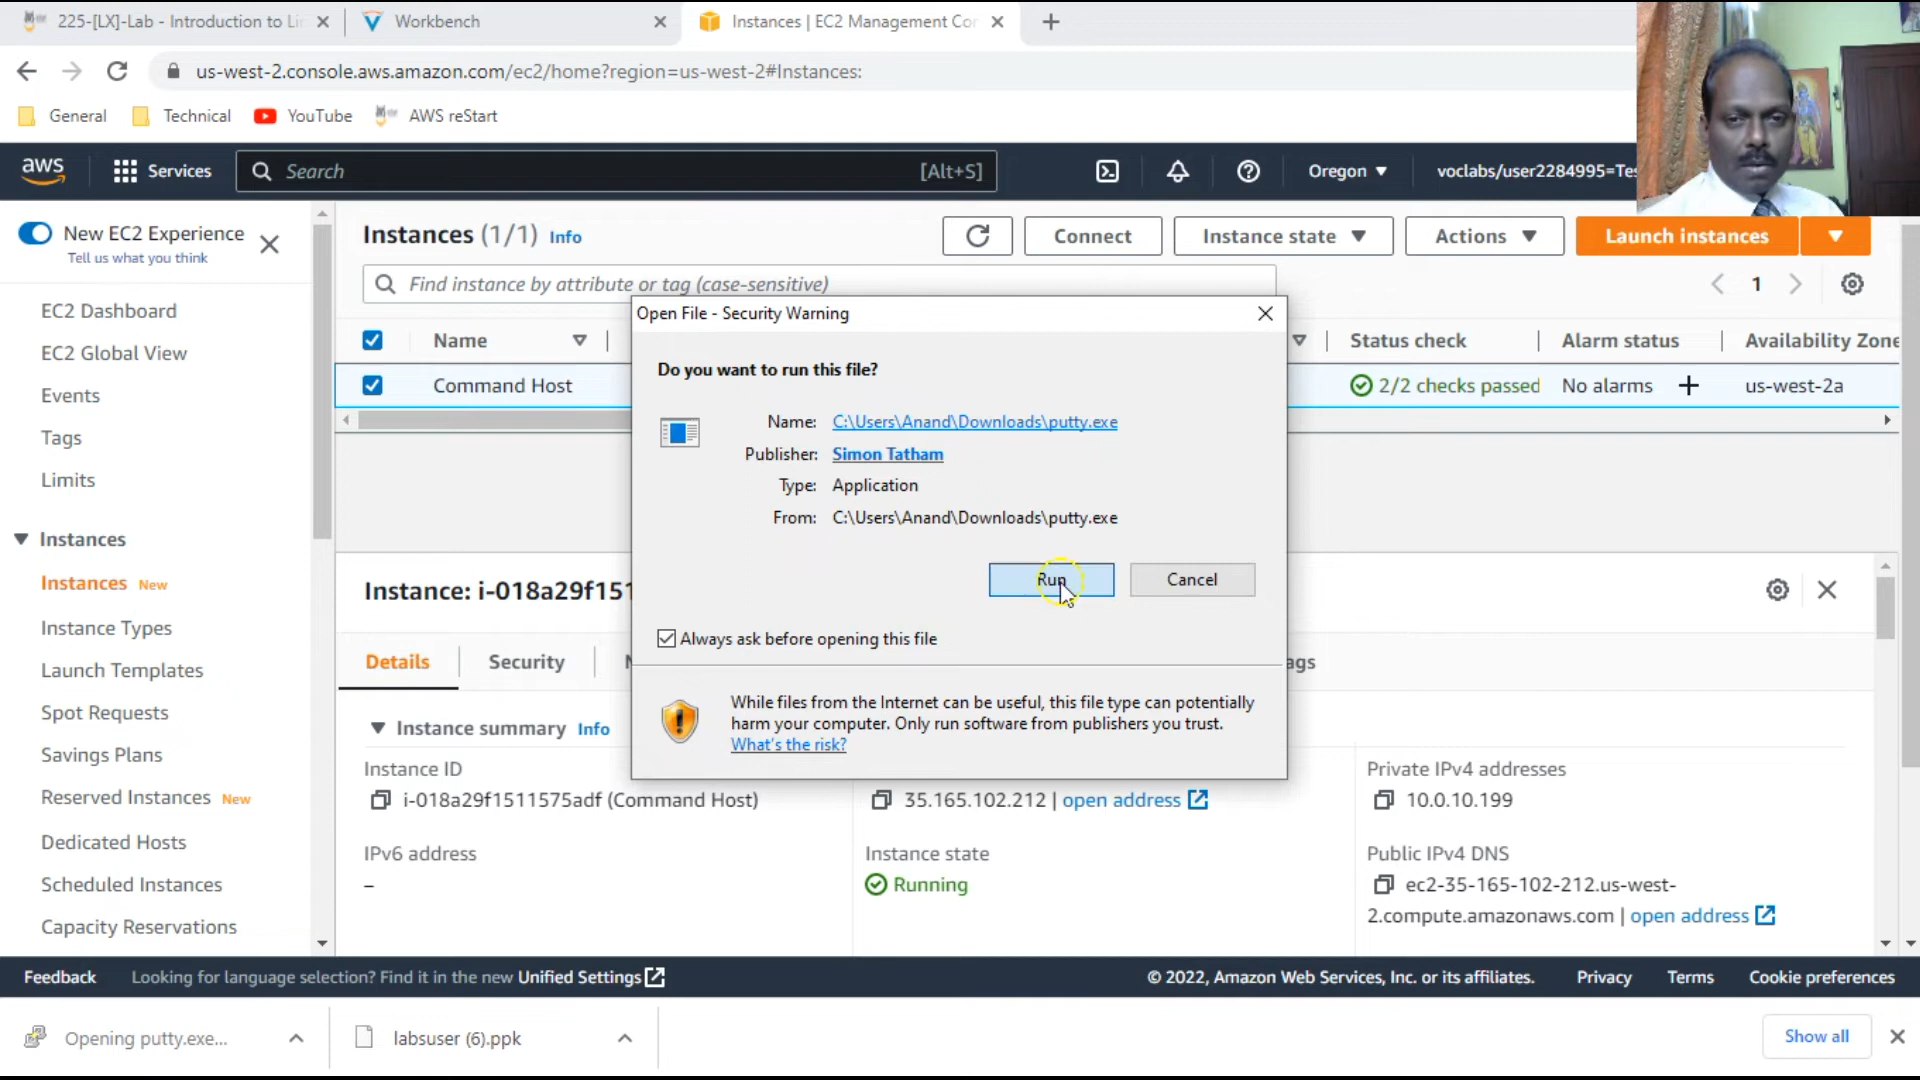 225-[LX]-Lab - Introduction to Li
Workbench
Instances | EC2 Management Con
us-west-2.console.aws.amazon.com/ec2/home?region=us-west-2#Instances:
General
Technical
YouTube
AWS reStart
aws
Services
Search
[Alt+S]
Oregon
voclabs/user2284995=Tes
New EC2 Experience
Tell us what you think
EC2 Dashboard
EC2 Global View
Events
Tags
Limits
Instances
Instances New
Instance Types
Launch Templates
Spot Requests
Savings Plans
Reserved Instances New
Dedicated Hosts
Scheduled Instances
Capacity Reservations
Instances (1/1) Info
Connect
Instance state
Actions
Launch instances
Find instance by attribute or tag (case-sensitive)
1
Name
Status check
Alarm status
Availability Zone
Command Host
2/2 checks passed
No alarms
us-west-2a
Open File - Security Warning
Do you want to run this file?
Name: C:\Users\Anand\Downloads\putty.exe
Publisher: Simon Tatham
Type: Application
From: C:\Users\Anand\Downloads\putty.exe
Run
Cancel
Always ask before opening this file
While files from the Internet can be useful, this file type can potentially
harm your computer. Only run software from publishers you trust.
What's the risk?
Instance: i-018a29f151
Details
Security
ags
Instance summary Info
Instance ID
i-018a29f1511575adf (Command Host)
35.165.102.212 | open address
Private IPv4 addresses
10.0.10.199
IPv6 address
–
Instance state
Running
Public IPv4 DNS
ec2-35-165-102-212.us-west-
2.compute.amazonaws.com | open address
Feedback
Looking for language selection? Find it in the new Unified Settings
© 2022, Amazon Web Services, Inc. or its affiliates.
Privacy
Terms
Cookie preferences
Opening putty.exe...
labsuser (6).ppk
Show all